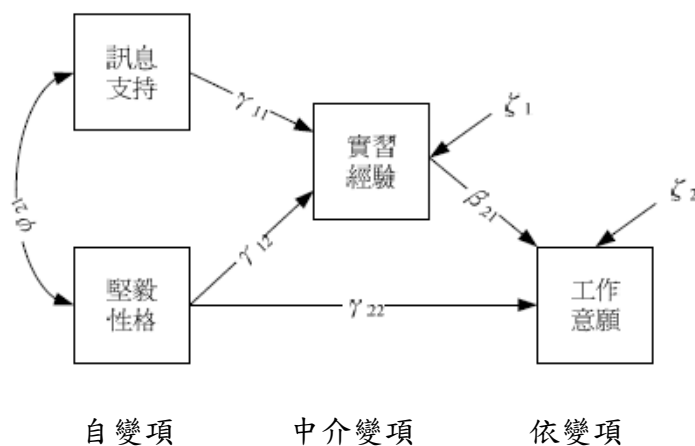 訊息
支持
γ₁₁
實習
經驗
ζ₁
β₂₁
ζ₂
φ₂₁
γ₁₂
堅毅
性格
γ₂₂
工作
意願
自變項
中介變項
依變項